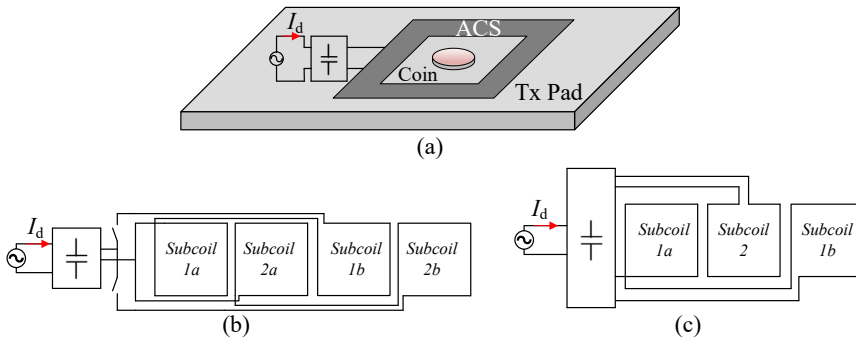 I_d
ACS
Coin
Tx Pad
(a)
I_d
Subcoil
1a
Subcoil
2a
Subcoil
1b
Subcoil
2b
(b)
I_d
Subcoil
1a
Subcoil
2
Subcoil
1b
(c)